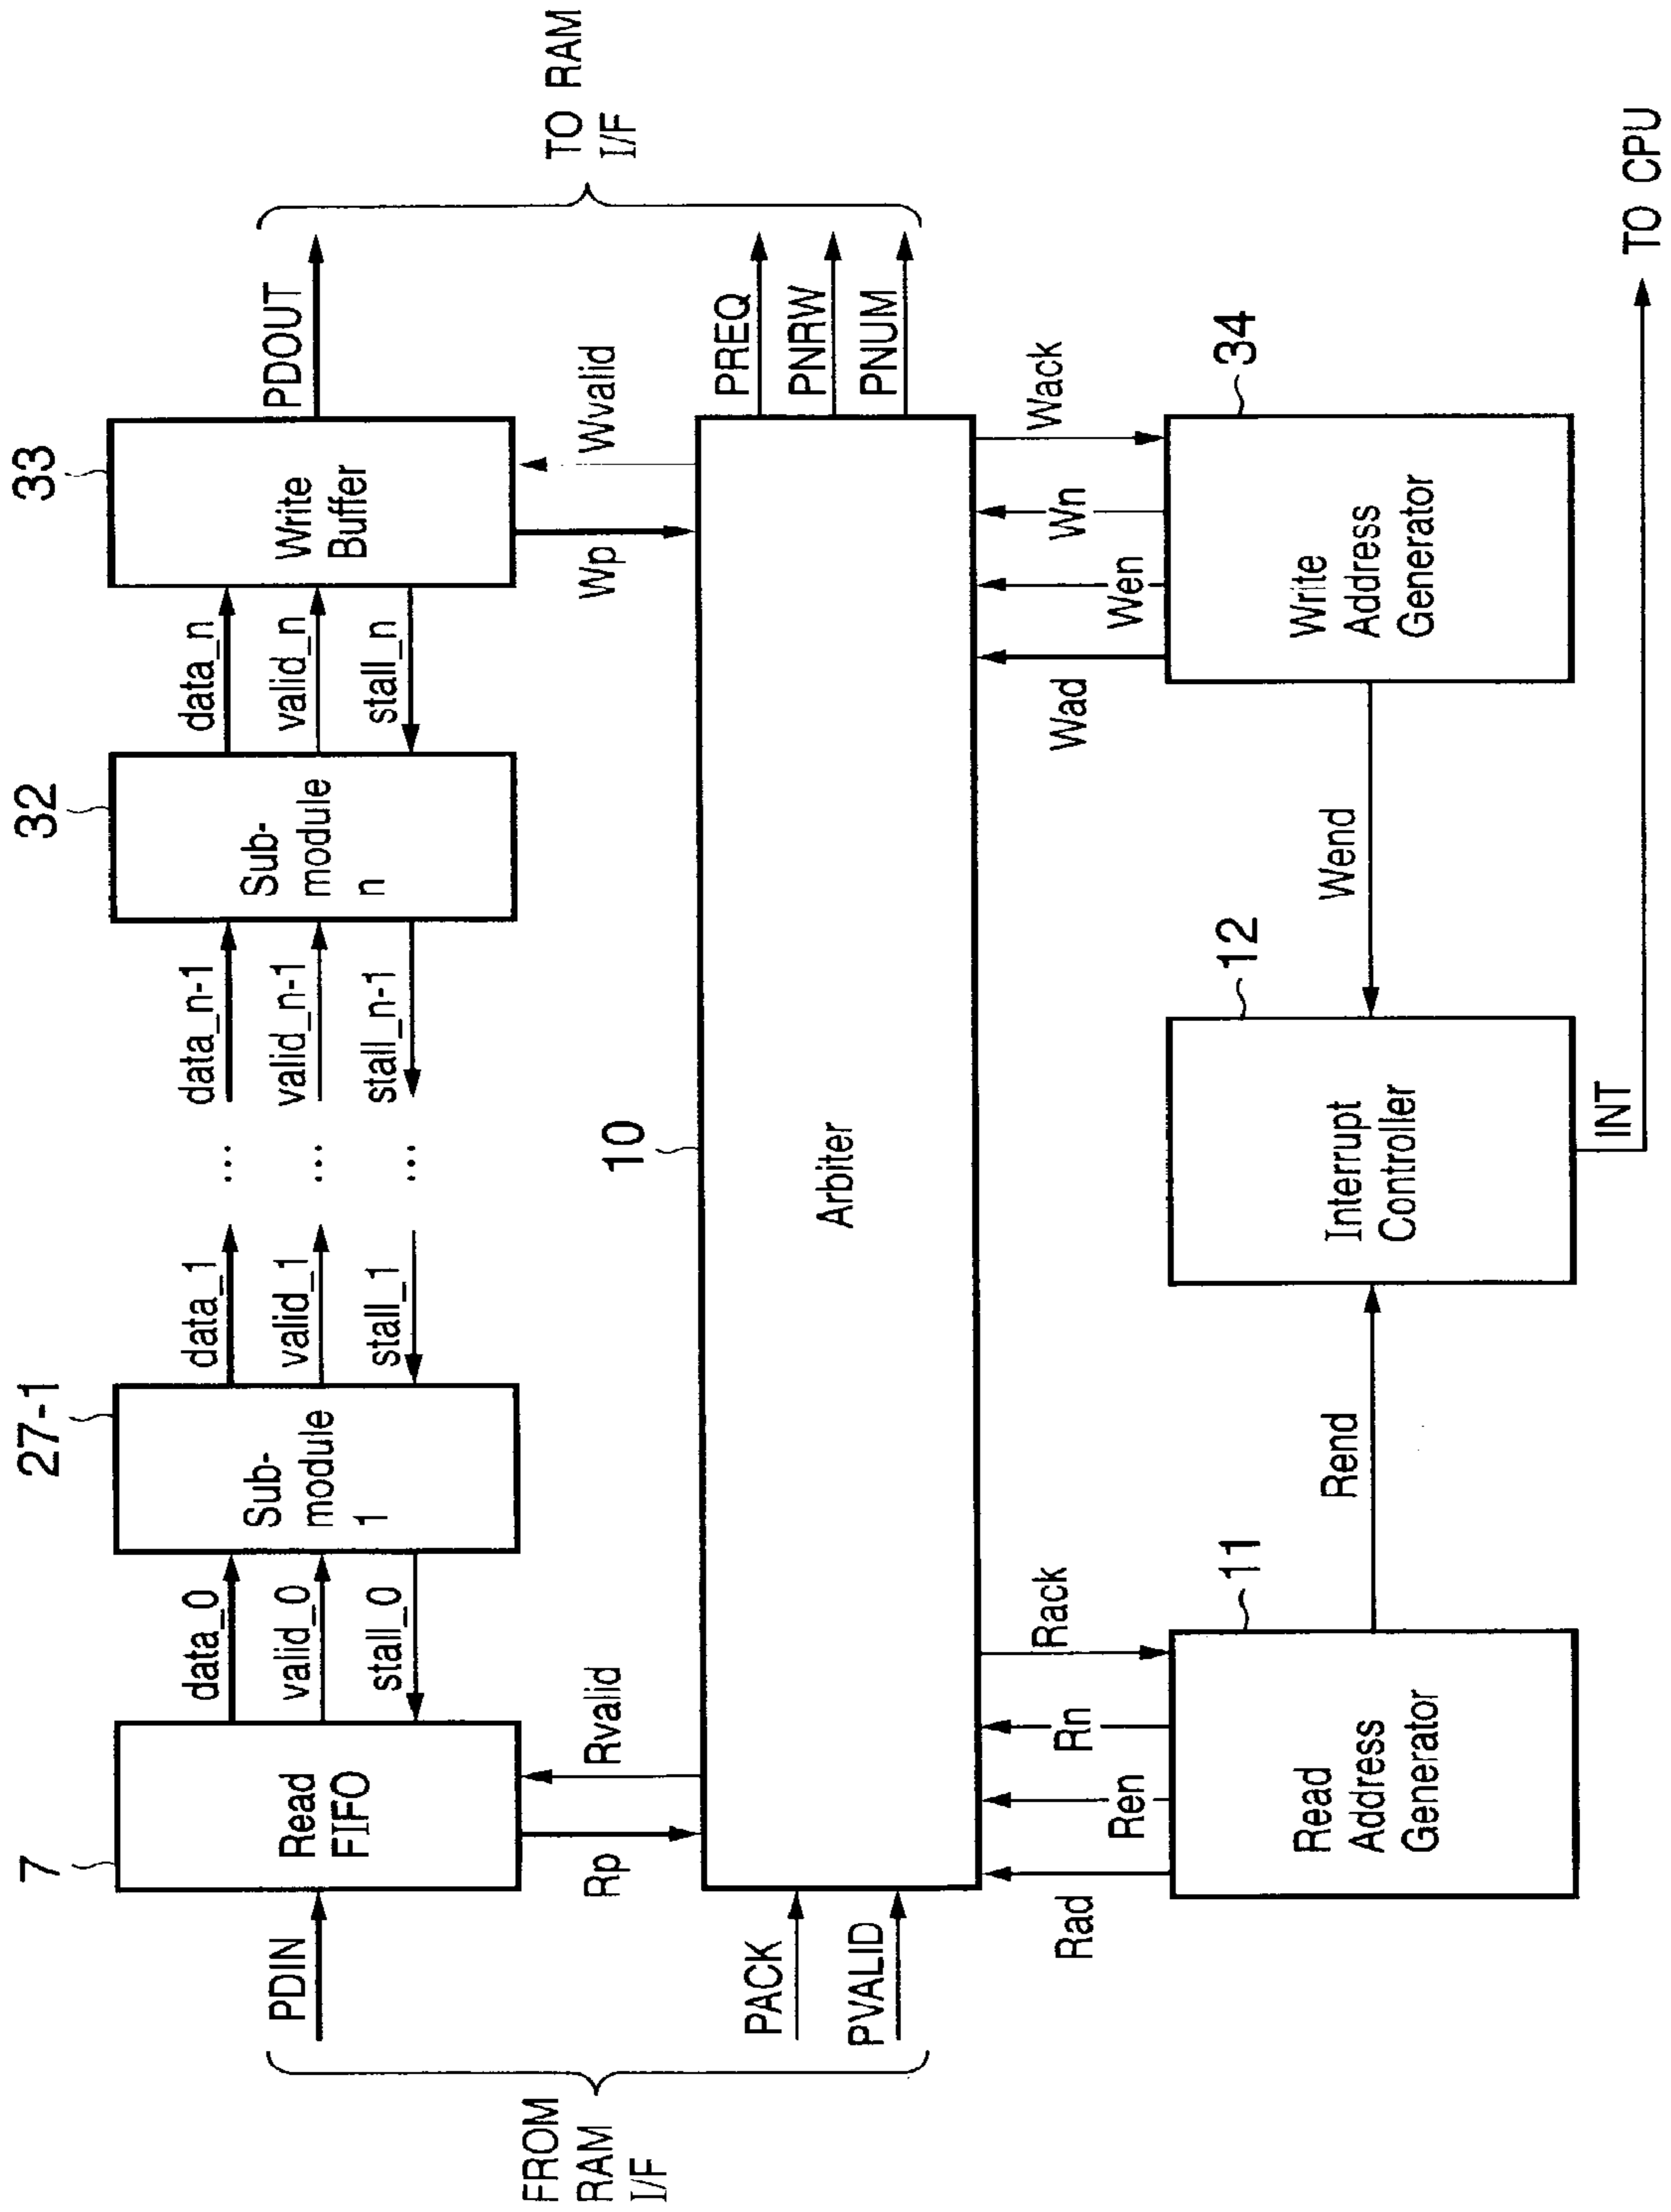 33
32
27-1
7
PDIN
Read
FIFO
data_0
valid_0
stall_0
Sub-
module
1
data_1
valid_1
stall_1
...
...
...
data_n-1
valid_n-1
stall_n-1
Sub-
module
n
data_n
valid_n
stall_n
Write
Buffer
PDOUT
TO RAM
I/F
Rp
Rvalid
Wp
Wvalid
10
FROM
RAM
I/F
PACK
PVALID
Arbiter
PREQ
PNRW
PNUM
Rad
Ren
Rn
Rack
Wad
Wen
Wn
Wack
11
12
34
Read
Address
Generator
Rend
Interrupt
Controller
Wend
Write
Address
Generator
INT
TO CPU